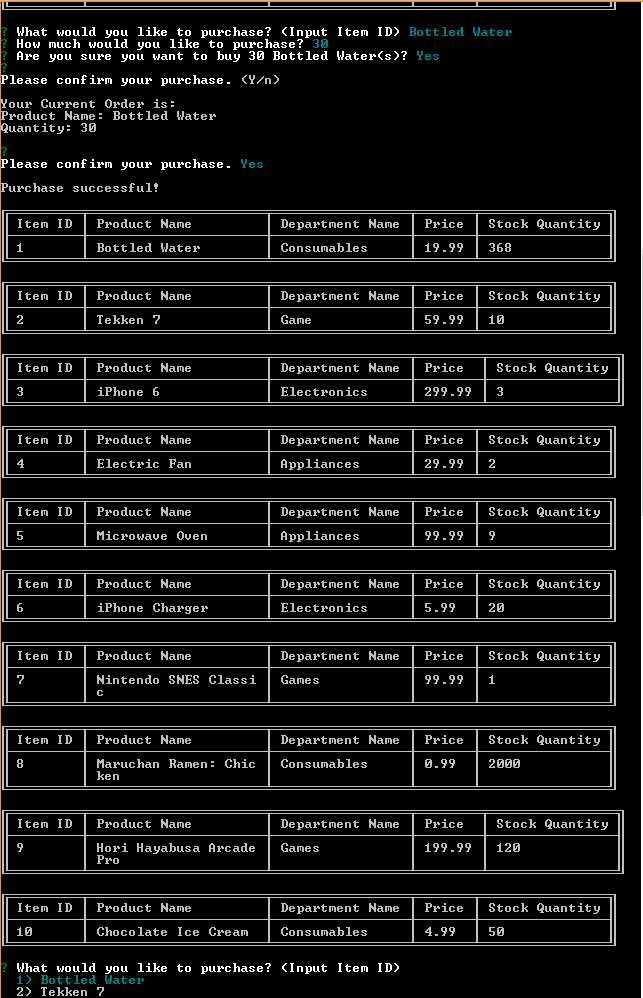 ? What would you like to purchase? (Input Item ID) Bottled Water
? How much would you like to purchase? 30
? Are you sure you want to buy 30 Bottled Water(s)? Yes
?
Please confirm your purchase. (Y/n)
Your Current Order is:
Product Name: Bottled Water
Quantity: 30
?
Please confirm your purchase. Yes
Purchase successful!
Item ID Product Name Department Name Price Stock Quantity
1 Bottled Water Consumables 19.99 368
Item ID Product Name Department Name Price Stock Quantity
2 Tekken 7 Game 59.99 10
Item ID Product Name Department Name Price Stock Quantity
3 iPhone 6 Electronics 299.99 3
Item ID Product Name Department Name Price Stock Quantity
4 Electric Fan Appliances 29.99 2
Item ID Product Name Department Name Price Stock Quantity
5 Microwave Oven Appliances 99.99 9
Item ID Product Name Department Name Price Stock Quantity
6 iPhone Charger Electronics 5.99 20
Item ID Product Name Department Name Price Stock Quantity
7 Nintendo SNES Classi Games 99.99 1
c
Item ID Product Name Department Name Price Stock Quantity
8 Maruchan Ramen: Chic Consumables 0.99 2000
ken
Item ID Product Name Department Name Price Stock Quantity
9 Hori Hayabusa Arcade Games 199.99 120
Pro
Item ID Product Name Department Name Price Stock Quantity
10 Chocolate Ice Cream Consumables 4.99 50
? What would you like to purchase? (Input Item ID)
1) Bottled Water
2) Tekken 7